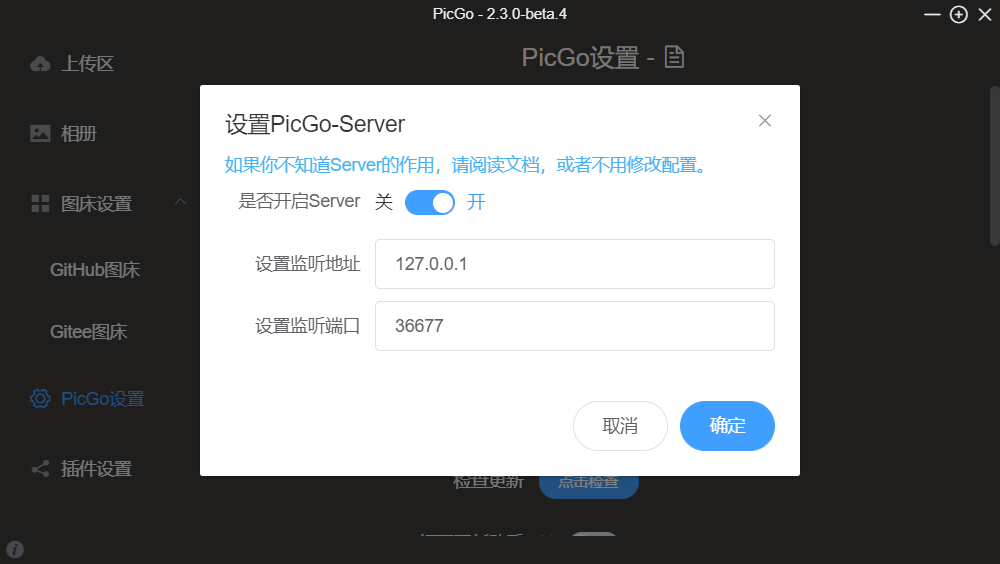 PicGo - 2.3.0-beta.4
上传区
PicGo设置 -
相册
图床设置
GitHub图床
Gitee图床
PicGo设置
插件设置
设置PicGo-Server
如果你不知道Server的作用，请阅读文档，或者不用修改配置。
是否开启Server 关 开
设置监听地址 127.0.0.1
设置监听端口 36677
取消 确定
检查更新 点击检查